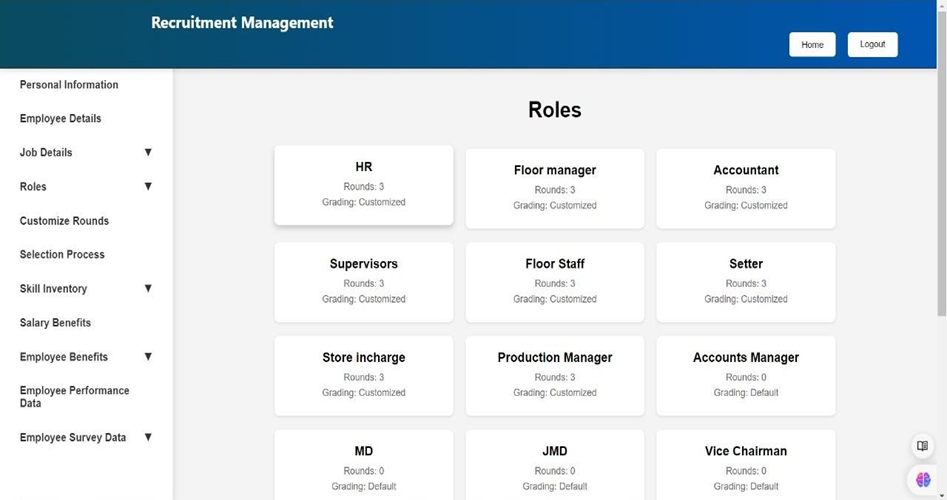 Recruitment Management
Home
Logout
Personal Information
Employee Details
Job Details ▼
Roles ▼
Customize Rounds
Selection Process
Skill Inventory ▼
Salary Benefits
Employee Benefits ▼
Employee Performance
Data
Employee Survey Data ▼
Roles
HR
Rounds: 3
Grading: Customized
Floor manager
Rounds: 3
Grading: Customized
Accountant
Rounds: 3
Grading: Customized
Supervisors
Rounds: 3
Grading: Customized
Floor Staff
Rounds: 3
Grading: Customized
Setter
Rounds: 3
Grading: Customized
Store incharge
Rounds: 3
Grading: Customized
Production Manager
Rounds: 3
Grading: Customized
Accounts Manager
Rounds: 0
Grading: Default
MD
Rounds: 0
Grading: Default
JMD
Rounds: 0
Grading: Default
Vice Chairman
Rounds: 0
Grading: Default